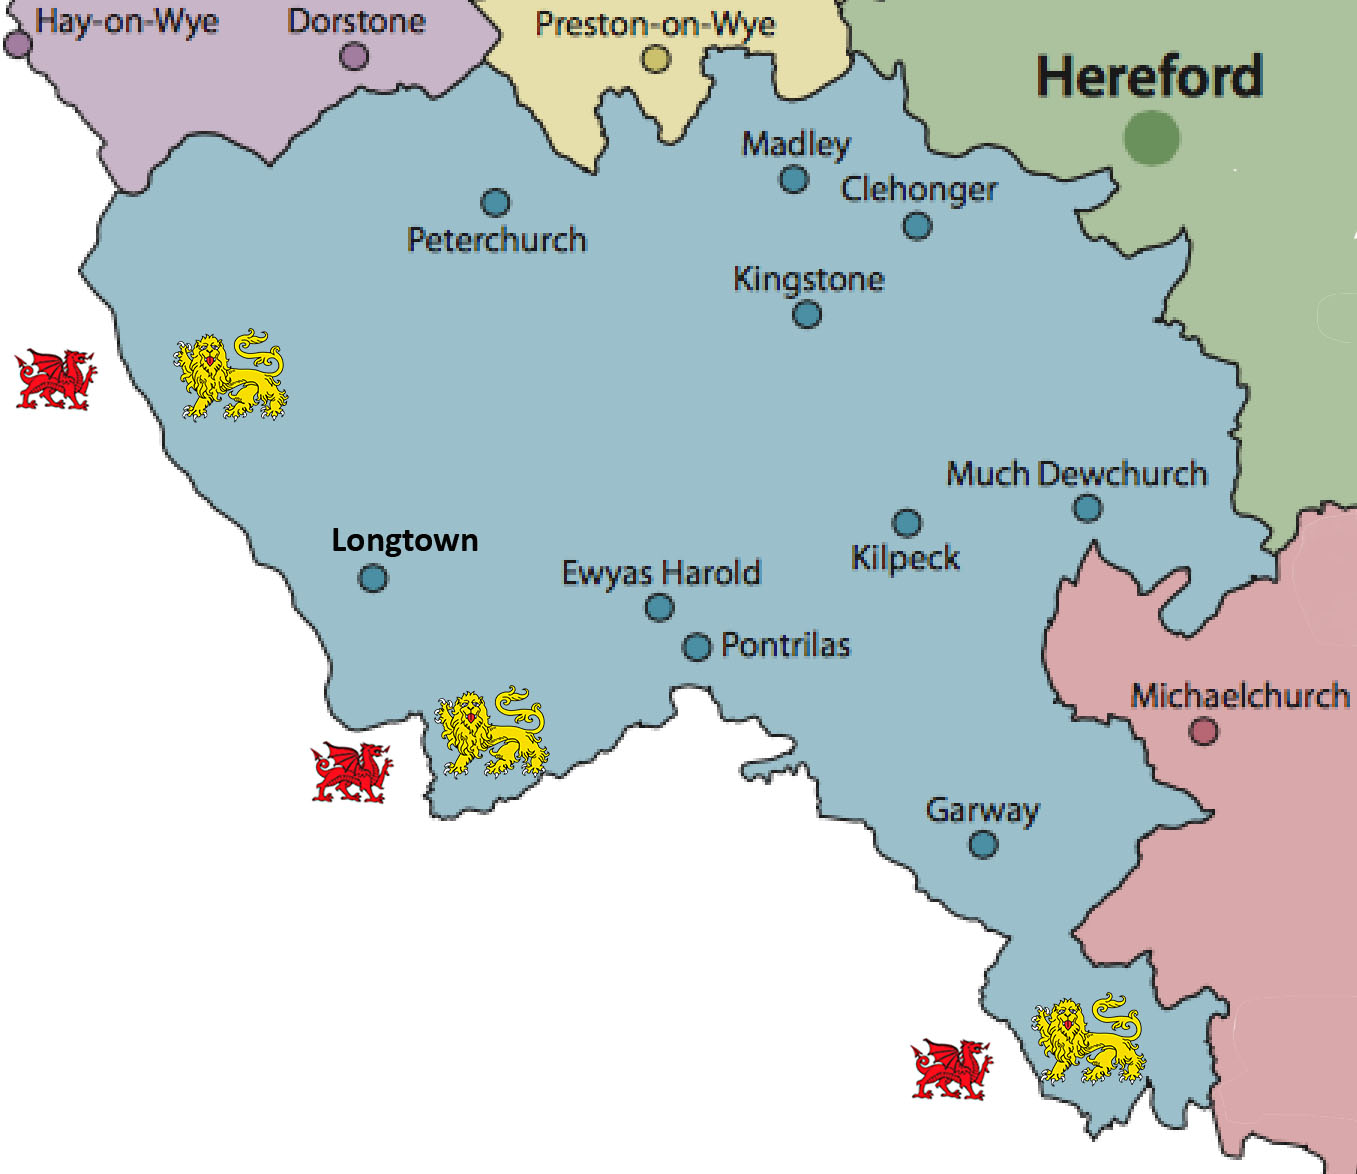 Hay-on-Wye
Dorstone
Preston-on-Wye
Hereford
Madley
Clehonger
Peterchurch
Kingstone
Much Dewchurch
Longtown
Kilpeck
Ewyas Harold
Pontrilas
Michaelchurch
Garway